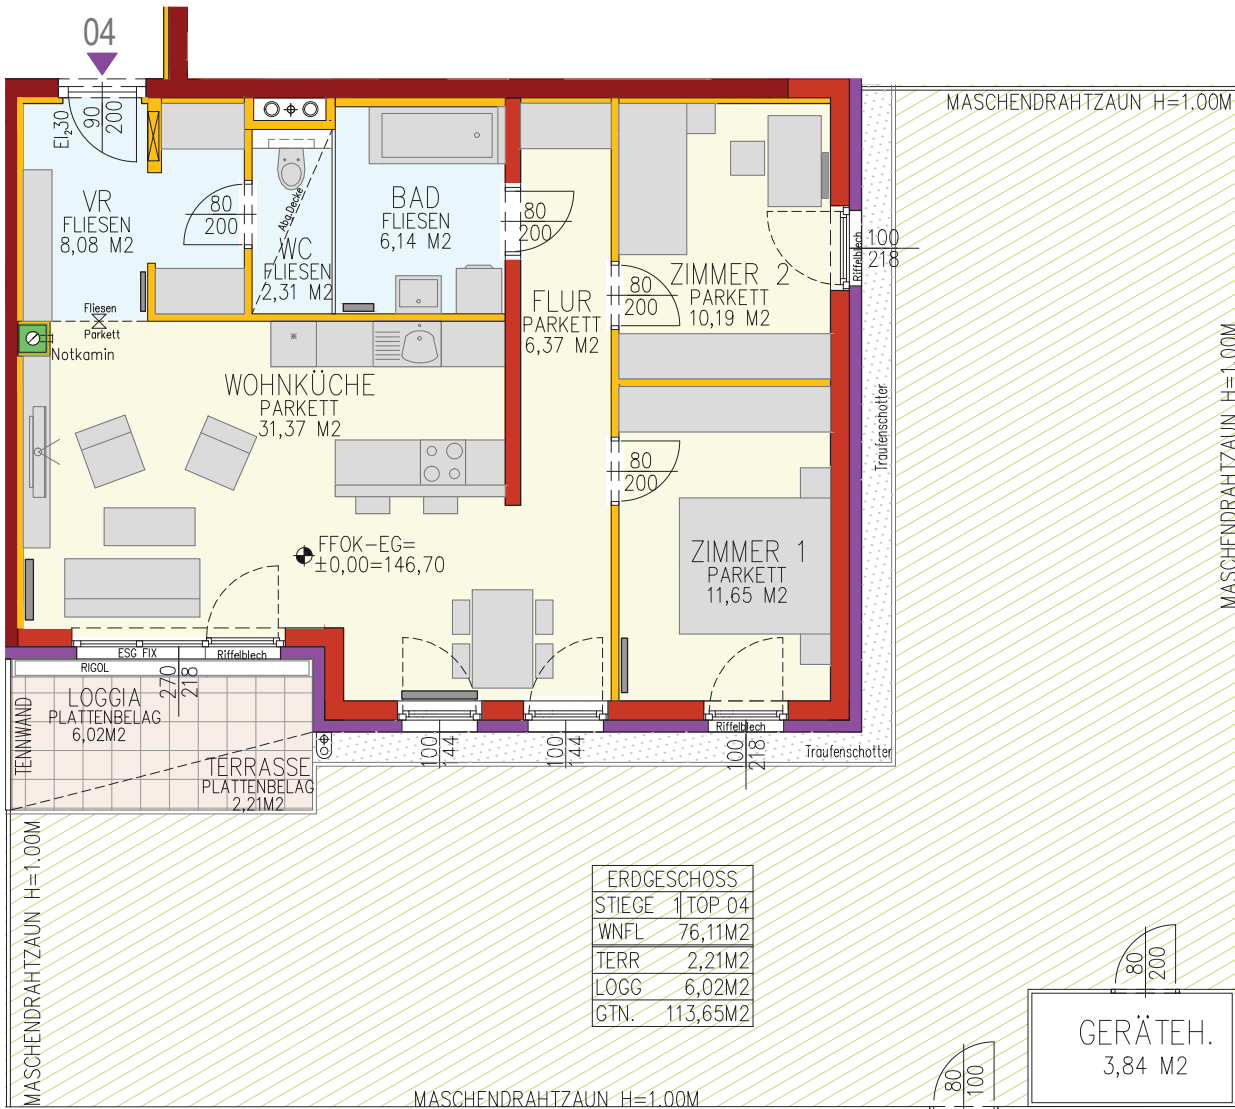 04
MASCHENDRAHTZAUN H=1.00M
EI₂30
90
200
VR
FLIESEN
8,08 M2
80
200
Abg.Decke
WC
FLIESEN
2,31 M2
BAD
FLIESEN
6,14 M2
80
200
FLUR
PARKETT
6,37 M2
80
200
ZIMMER 2
PARKETT
10,19 M2
Riffelblech
100
218
Fliesen
Parkett
Notkamin
WOHNKÜCHE
PARKETT
31,37 M2
MASCHENDRAHTZAUN H=1.00M
Traufenschotter
80
200
FFOK-EG=
±0,00=146,70
ZIMMER 1
PARKETT
11,65 M2
ESG FIX
Riffelblech
RIGOL
270
218
TENNWAND
LOGGIA
PLATTENBELAG
6,02M2
TERRASSE
PLATTENBELAG
2,21M2
100
144
100
144
Riffelblech
100
218
Traufenschotter
MASCHENDRAHTZAUN H=1.00M
ERDGESCHOSS
STIEGE 1 TOP 04
WNFL 76,11M2
TERR 2,21M2
LOGG 6,02M2
GTN. 113,65M2
80
200
GERÄTEH.
3,84 M2
80
100
MASCHENDRAHTZAUN H=1.00M